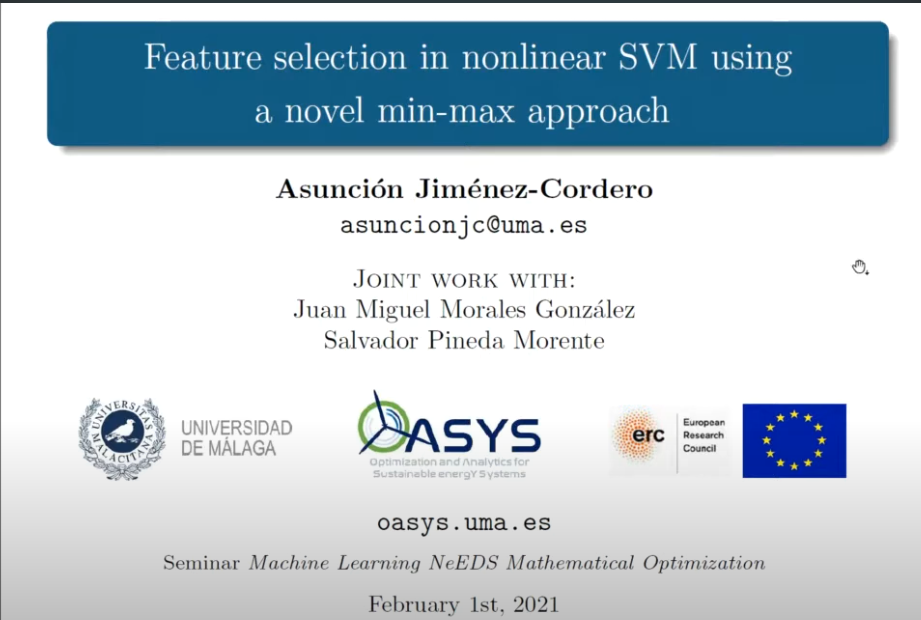 Feature selection in nonlinear SVM using
a novel min-max approach
Asunción Jiménez-Cordero
asuncionjc@uma.es
Joint work with:
Juan Miguel Morales González
Salvador Pineda Morente
UNIVERSITAS
MALACITANA
UNIVERSIDAD
DE MÁLAGA
OASYS
Optimization and Analytics for
Sustainable energY Systems
erc
European
Research
Council
oasys.uma.es
Seminar Machine Learning NeEDS Mathematical Optimization
February 1st, 2021